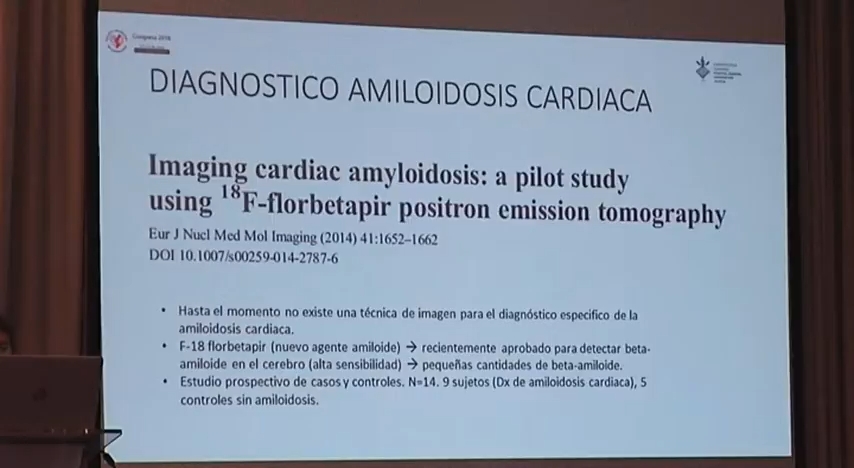 Congreso 2018
DIAGNOSTICO AMILOIDOSIS CARDIACA
Imaging cardiac amyloidosis: a pilot study
using ¹⁸F-florbetapir positron emission tomography
Eur J Nucl Med Mol Imaging (2014) 41:1652–1662
DOI 10.1007/s00259-014-2787-6
• Hasta el momento no existe una técnica de imagen para el diagnóstico especifico de la
amiloidosis cardiaca.
• F-18 florbetapir (nuevo agente amiloide) → recientemente aprobado para detectar beta-
amiloide en el cerebro (alta sensibilidad) → pequeñas cantidades de beta-amiloide.
• Estudio prospectivo de casos y controles. N=14. 9 sujetos (Dx de amiloidosis cardiaca), 5
controles sin amiloidosis.